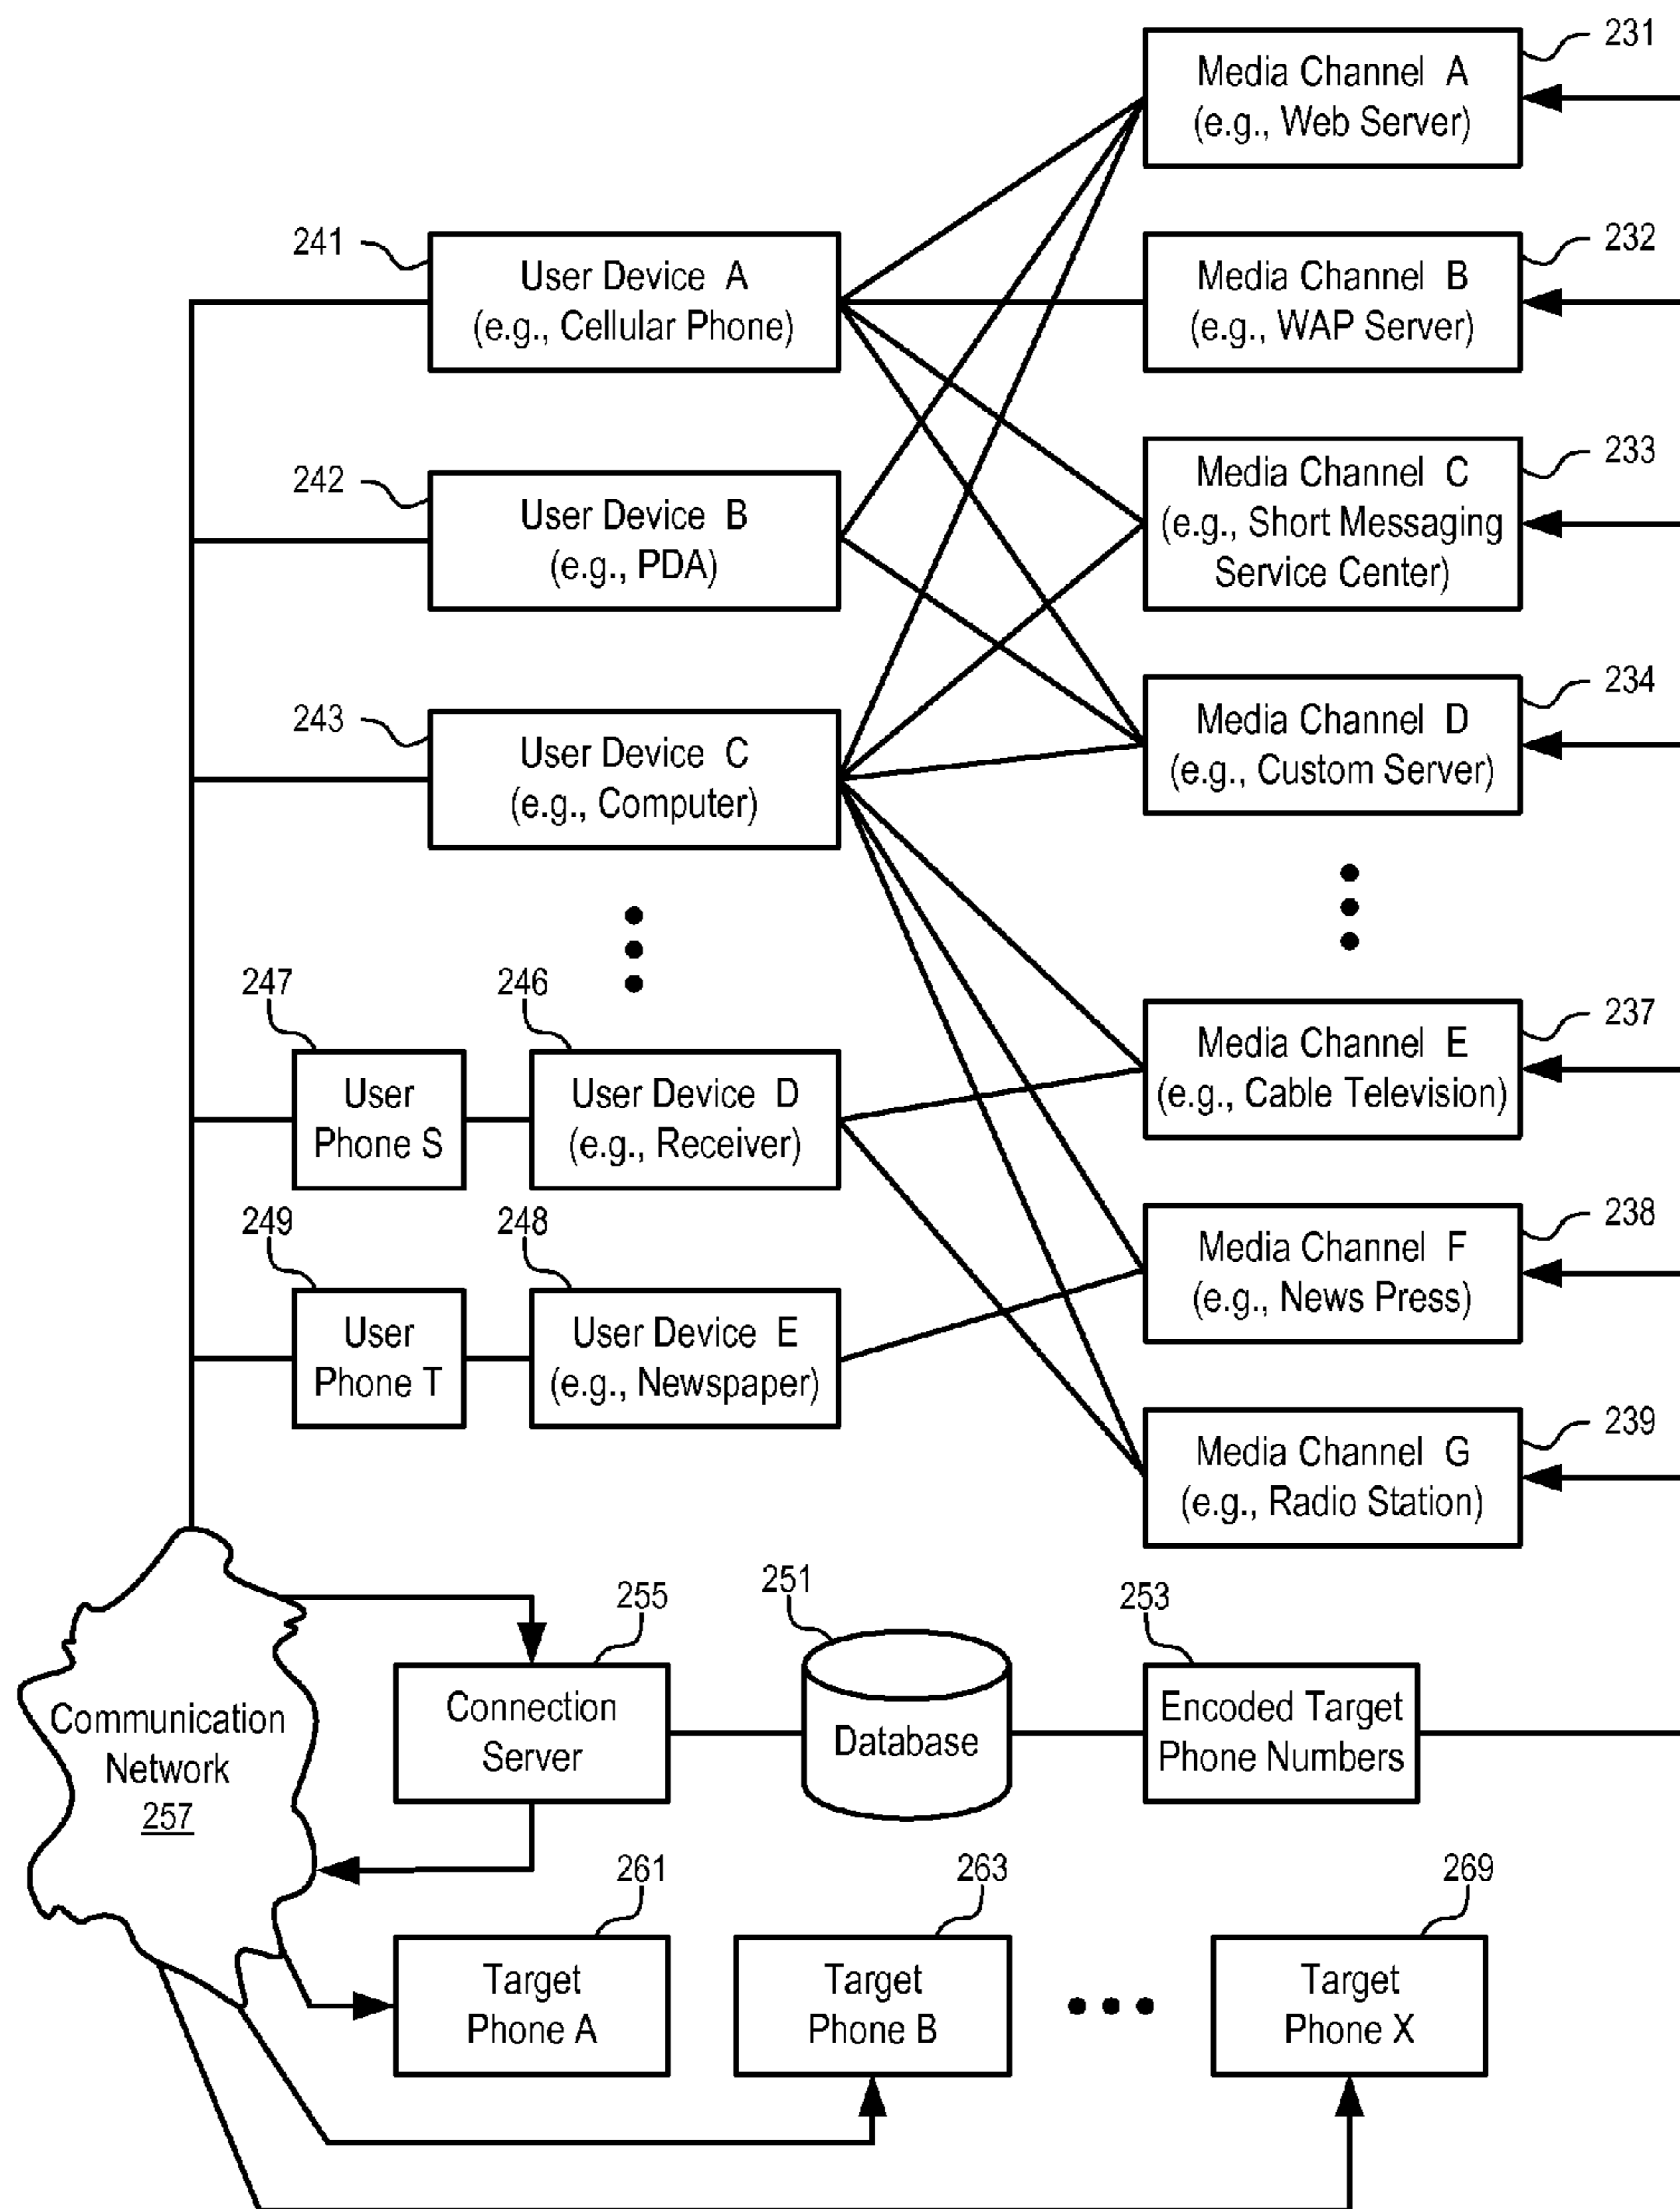 231
Media Channel A
(e.g., Web Server)
241
User Device A
(e.g., Cellular Phone)
232
Media Channel B
(e.g., WAP Server)
242
User Device B
(e.g., PDA)
233
Media Channel C
(e.g., Short Messaging
Service Center)
243
User Device C
(e.g., Computer)
234
Media Channel D
(e.g., Custom Server)
247
User
Phone S
246
User Device D
(e.g., Receiver)
237
Media Channel E
(e.g., Cable Television)
249
User
Phone T
248
User Device E
(e.g., Newspaper)
238
Media Channel F
(e.g., News Press)
239
Media Channel G
(e.g., Radio Station)
Communication
Network
257
255
Connection
Server
251
Database
253
Encoded Target
Phone Numbers
261
Target
Phone A
263
Target
Phone B
269
Target
Phone X